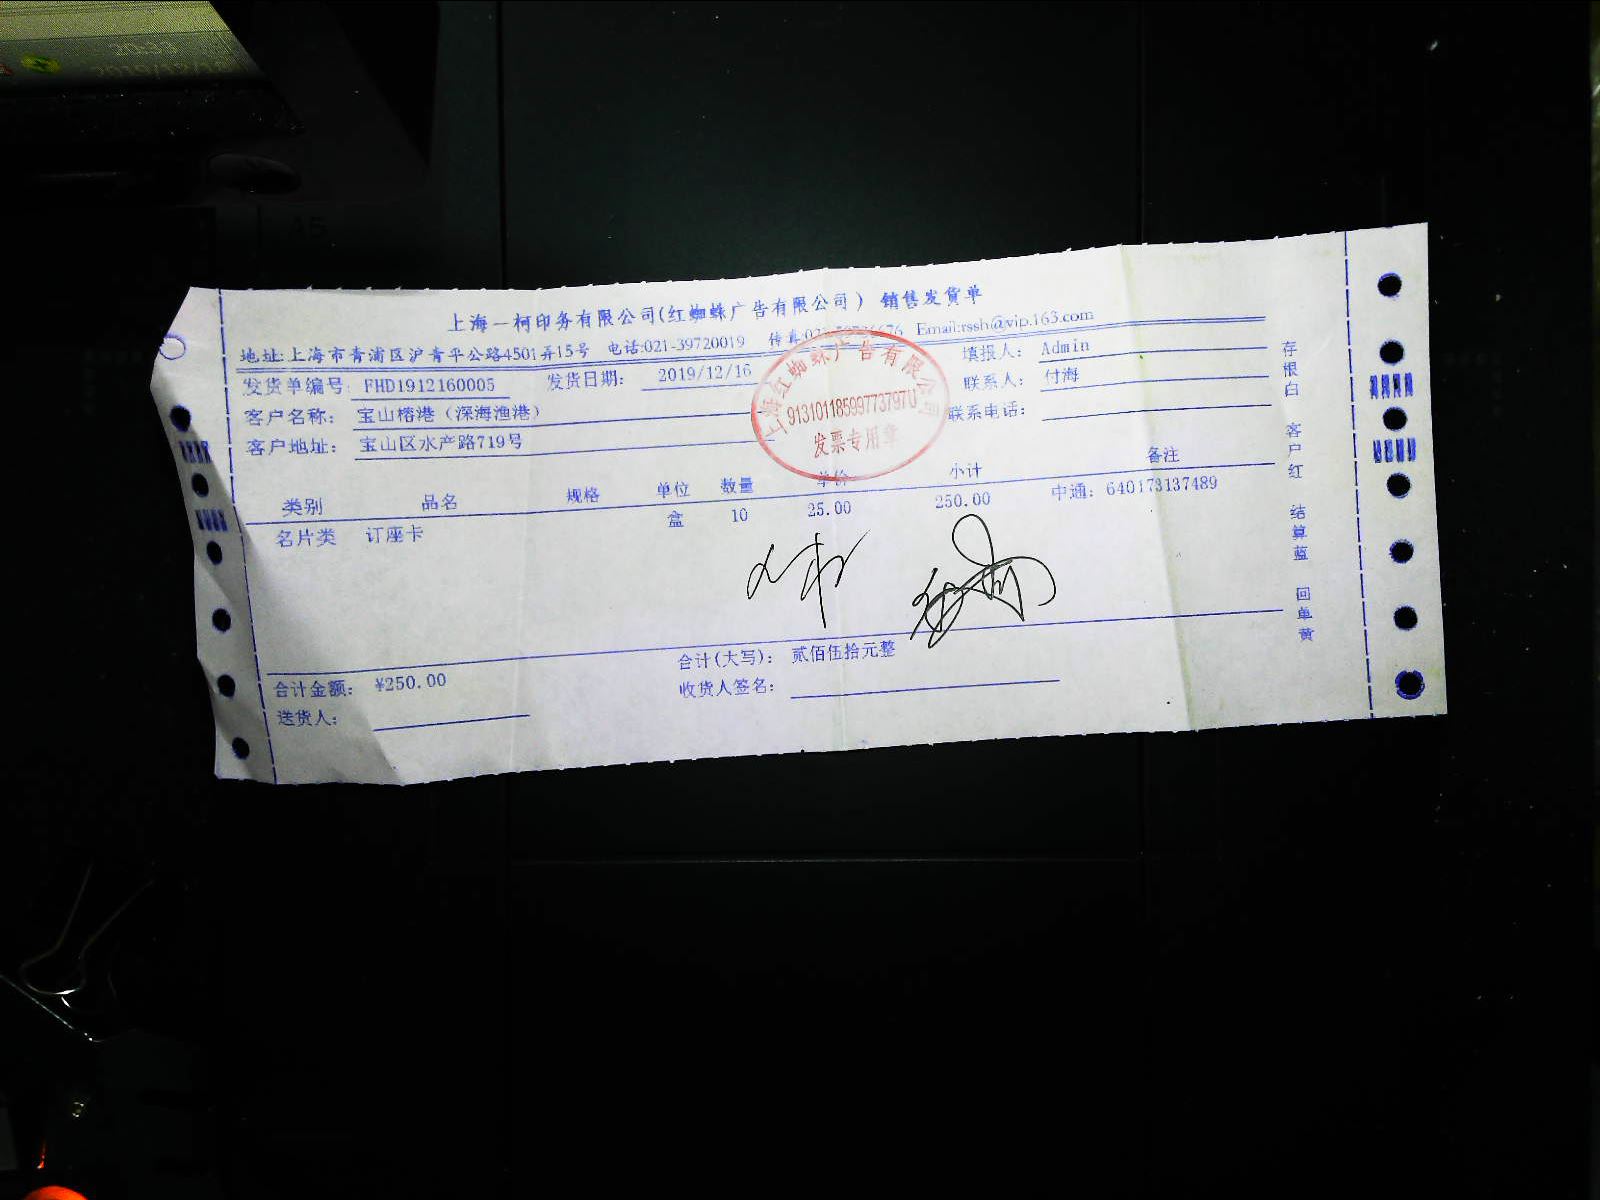 20:33
A5
上海一柯印务有限公司(红蜘蛛广告有限公司) 销售发货单
地址:上海市青浦区沪青平公路4501弄15号 电话:021-39720019 传真:021- Email:rssh@vip.163.com
发货单编号: FHD1912160005 发货日期: 2019/12/16 填报人: Admin
客户名称: 宝山榕港(深海渔港) 联系人: 付海
客户地址: 宝山区水产路719号 联系电话:
上海红蜘蛛广告有限公司
91310118599773797U
发票专用章
类别 品名 规格 单位 数量 单价 小计 备注
名片类 订座卡 盒 10 25.00 250.00 中通: 640173137489
合计金额: ¥250.00 合计(大写): 贰佰伍拾元整
送货人: 收货人签名:
存根白 客户红 结算蓝 回单黄